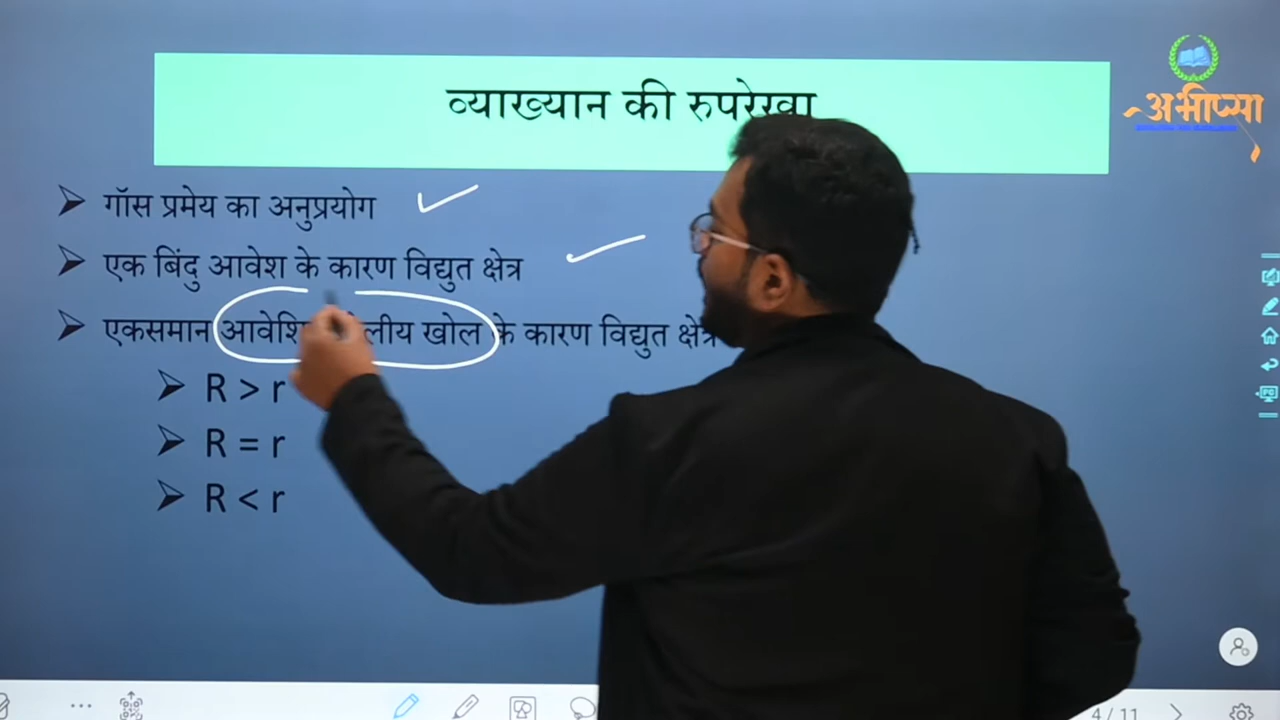 व्याख्यान की रुपरेखा
अभीप्सा
गॉस प्रमेय का अनुप्रयोग
एक बिंदु आवेश के कारण विद्युत क्षेत्र
एकसमान खोल के कारण विद्युत क्षेत्र
R > r
R = r
R < r
4 / 11